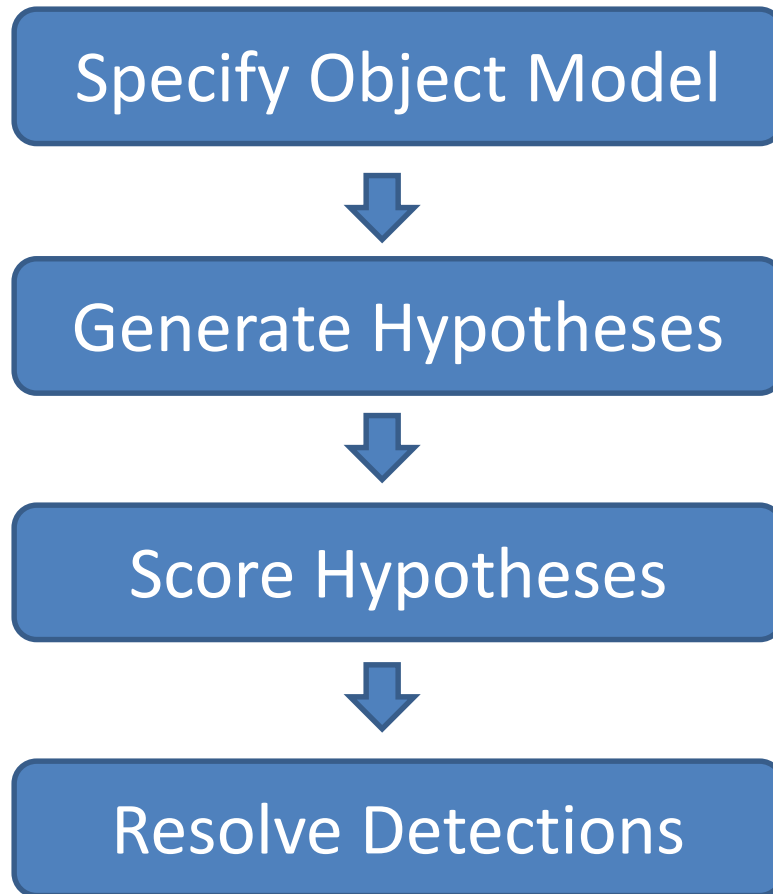 Specify Object Model
Generate Hypotheses
Score Hypotheses
Resolve Detections